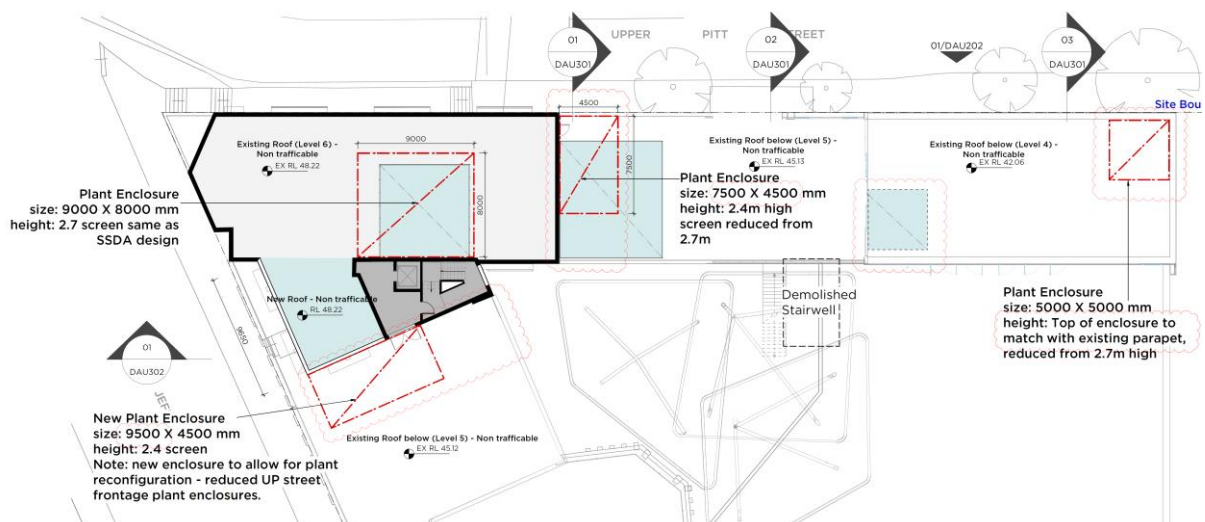 UPPER PITT STREET
01
DAU301
02
DAU301
01/DAU202
03
DAU301
Site Bou
4500
9000
Existing Roof (Level 6) -
Non trafficable
EX RL 48.22
7500
Existing Roof below (Level 5) -
Non trafficable
EX RL 45.13
Existing Roof below (Level 4) -
Non trafficable
EX RL 42.06
Plant Enclosure
size: 9000 X 8000 mm
height: 2.7 screen same as
SSDA design
8000
Plant Enclosure
size: 7500 X 4500 mm
height: 2.4m high
screen reduced from
2.7m
New Roof - Non trafficable
RL 48.22
Demolished
Stairwell
Plant Enclosure
size: 5000 X 5000 mm
height: Top of enclosure to
match with existing parapet,
reduced from 2.7m high
9650
01
DAU302
JEF
New Plant Enclosure
size: 9500 X 4500 mm
height: 2.4 screen
Note: new enclosure to allow for plant
reconfiguration - reduced UP street
frontage plant enclosures.
Existing Roof below (Level 5) - Non trafficable
EX RL 45.12